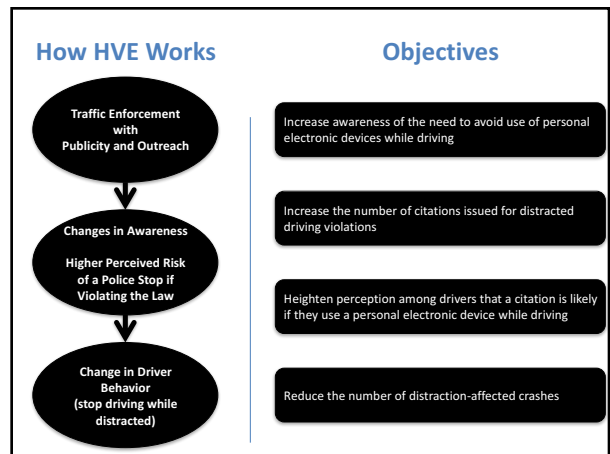 How HVE Works
Traffic Enforcement
with
Publicity and Outreach
Changes in Awareness
Higher Perceived Risk
of a Police Stop if
Violating the Law
Change in Driver
Behavior
(stop driving while
distracted)
Objectives
Increase awareness of the need to avoid use of personal
electronic devices while driving
Increase the number of citations issued for distracted
driving violations
Heighten perception among drivers that a citation is likely
if they use a personal electronic device while driving
Reduce the number of distraction-affected crashes